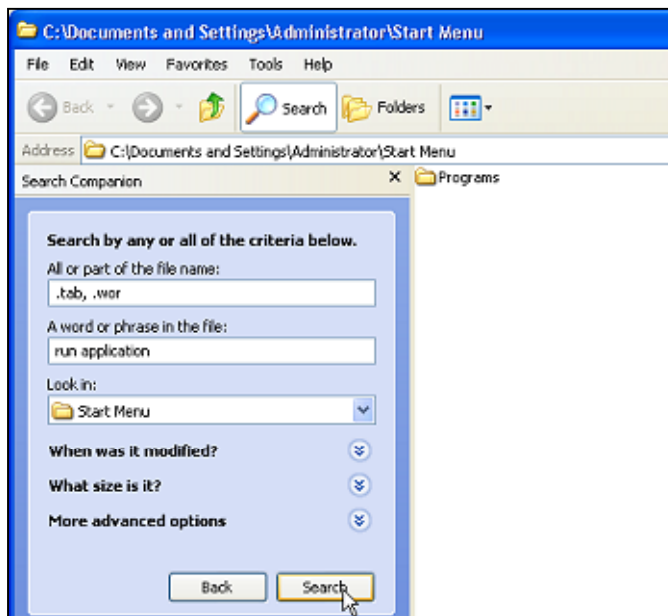 C:\Documents and Settings\Administrator\Start Menu
File Edit View Favorites Tools Help
Back Search Folders
Address C:\Documents and Settings\Administrator\Start Menu
Search Companion
Programs
Search by any or all of the criteria below.
All or part of the file name:
.tab, .wor
A word or phrase in the file:
run application
Look in:
Start Menu
When was it modified?
What size is it?
More advanced options
Back Search